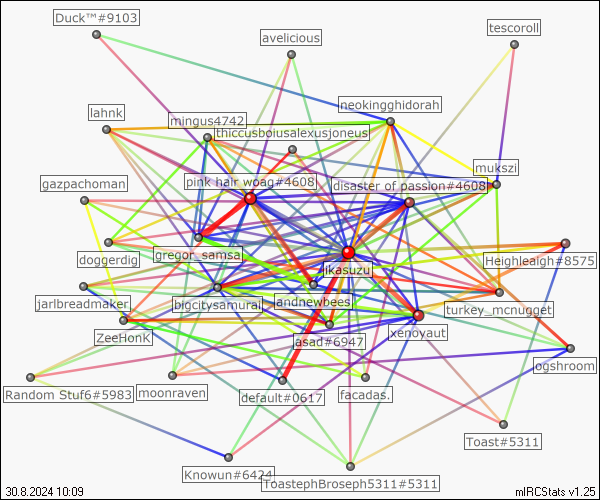 Duck™#9103
avelicious
tescoroll
neokingghidorah
lahnk
mingus4742
thiccusboiusalexusjoneus
mukszi
gazpachoman
pink hair woag#4608
disaster of passion#4608
doggerdig
gregor_samsa
ikasuzu
Heighleaigh#8575
jarlbreadmaker
bigcitysamurai
andnewbees
turkey_mcnugget
ZeeHonK
asad#6947
xenoyaut
ogshroom
Random Stuf6#5983
moonraven
default#0617
facadas.
Toast#5311
Knowun#6424
ToastephBroseph5311#5311
30.8.2024 10:09
mIRCStats v1.25